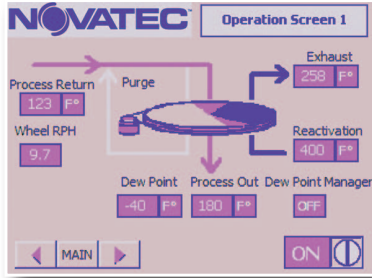 NOVATEC Operation Screen 1
Exhaust
258 F°
Process Return
123 F°
Purge
Wheel RPH
9.7
Reactivation
400 F°
Dew Point Process Out Dew Point Manager
-40 F° 180 F° OFF
MAIN ON